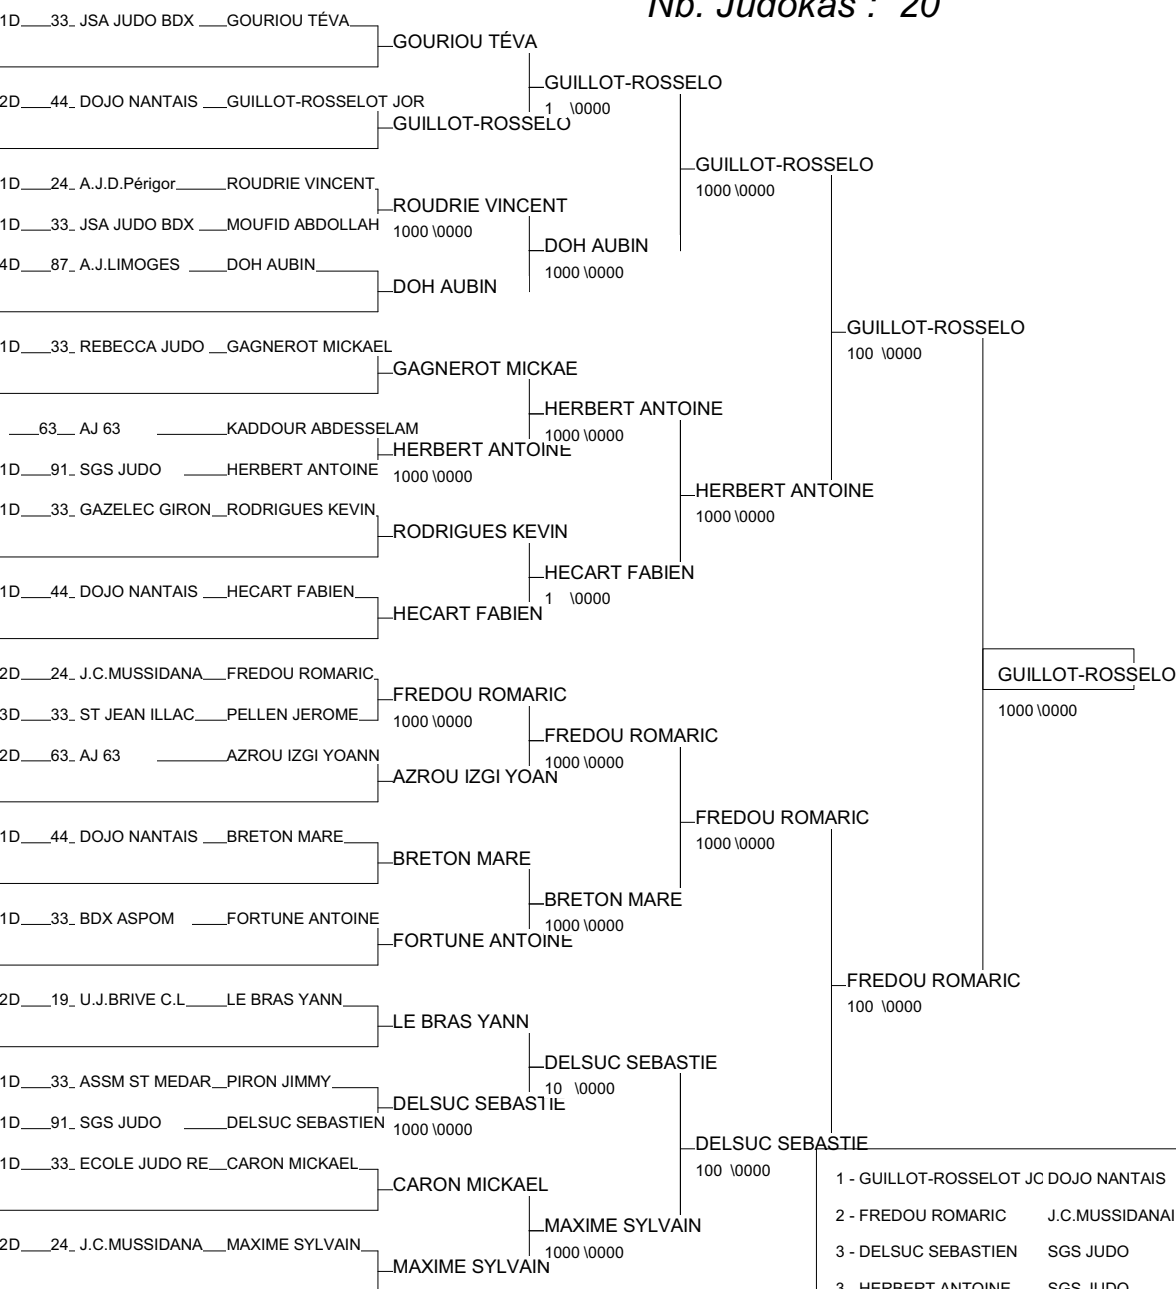 Nb. Judokas : 20
1D 33 JSA JUDO BDX GOURIOU TÉVA
GOURIOU TÉVA
GUILLOT-ROSSELO
1 \0000
2D 44 DOJO NANTAIS GUILLOT-ROSSELOT JOR
GUILLOT-ROSSELO
GUILLOT-ROSSELO
1000 \0000
1D 24 A.J.D.Périgor ROUDRIE VINCENT
ROUDRIE VINCENT
1000 \0000
1D 33 JSA JUDO BDX MOUFID ABDOLLAH
DOH AUBIN
1000 \0000
4D 87 A.J.LIMOGES DOH AUBIN
DOH AUBIN
GUILLOT-ROSSELO
100 \0000
1D 33 REBECCA JUDO GAGNEROT MICKAEL
GAGNEROT MICKAE
HERBERT ANTOINE
1000 \0000
63 AJ 63 KADDOUR ABDESSELAM
HERBERT ANTOINE
1000 \0000
1D 91 SGS JUDO HERBERT ANTOINE
HERBERT ANTOINE
1000 \0000
1D 33 GAZELEC GIRON RODRIGUES KEVIN
RODRIGUES KEVIN
HECART FABIEN
1 \0000
1D 44 DOJO NANTAIS HECART FABIEN
HECART FABIEN
GUILLOT-ROSSELO
1000 \0000
2D 24 J.C.MUSSIDANA FREDOU ROMARIC
FREDOU ROMARIC
1000 \0000
3D 33 ST JEAN ILLAC PELLEN JEROME
FREDOU ROMARIC
1000 \0000
2D 63 AJ 63 AZROU IZGI YOANN
AZROU IZGI YOAN
FREDOU ROMARIC
1000 \0000
1D 44 DOJO NANTAIS BRETON MARE
BRETON MARE
BRETON MARE
1000 \0000
1D 33 BDX ASPOM FORTUNE ANTOINE
FORTUNE ANTOINE
FREDOU ROMARIC
100 \0000
2D 19 U.J.BRIVE C.L LE BRAS YANN
LE BRAS YANN
DELSUC SEBASTIE
10 \0000
1D 33 ASSM ST MEDAR PIRON JIMMY
DELSUC SEBASTIE
1000 \0000
1D 91 SGS JUDO DELSUC SEBASTIEN
DELSUC SEBASTIE
100 \0000
1D 33 ECOLE JUDO RE CARON MICKAEL
CARON MICKAEL
MAXIME SYLVAIN
1000 \0000
2D 24 J.C.MUSSIDANA MAXIME SYLVAIN
MAXIME SYLVAIN
1 - GUILLOT-ROSSELOT JO DOJO NANTAIS
2 - FREDOU ROMARIC J.C.MUSSIDANAI
3 - DELSUC SEBASTIEN SGS JUDO
3 - HERBERT ANTOINE SGS JUDO